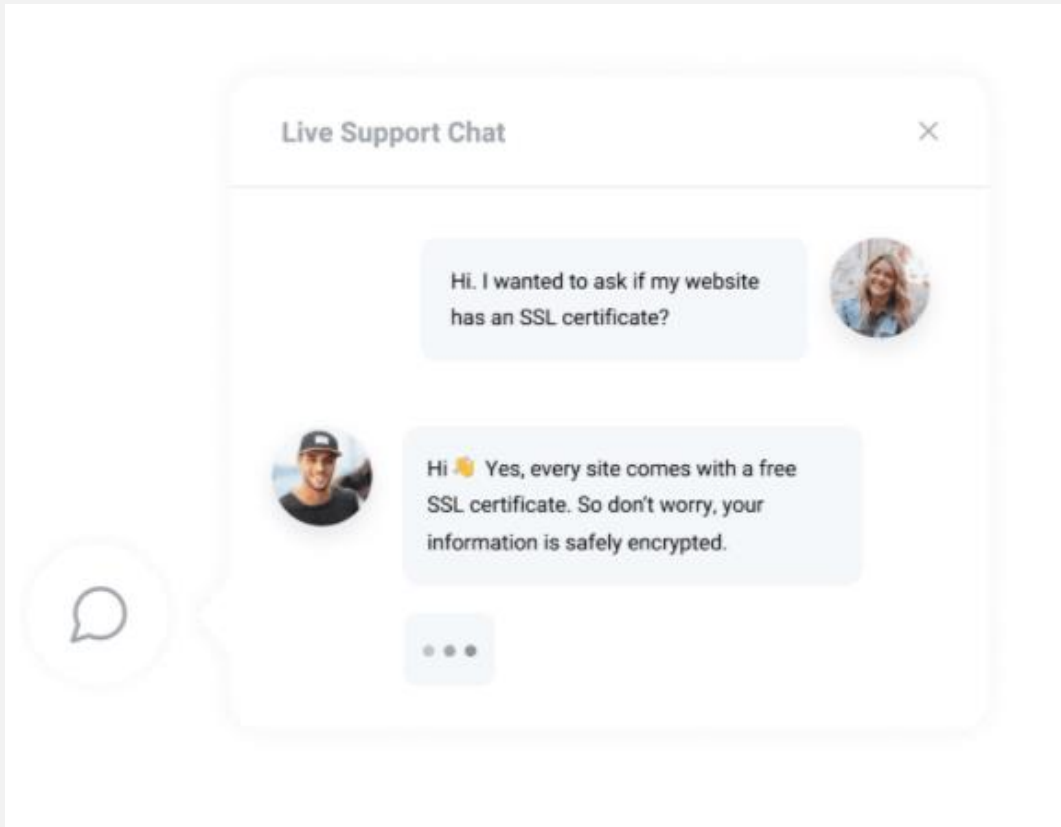 Live Support Chat
Hi. I wanted to ask if my website
has an SSL certificate?
Hi 👋 Yes, every site comes with a free
SSL certificate. So don't worry, your
information is safely encrypted.